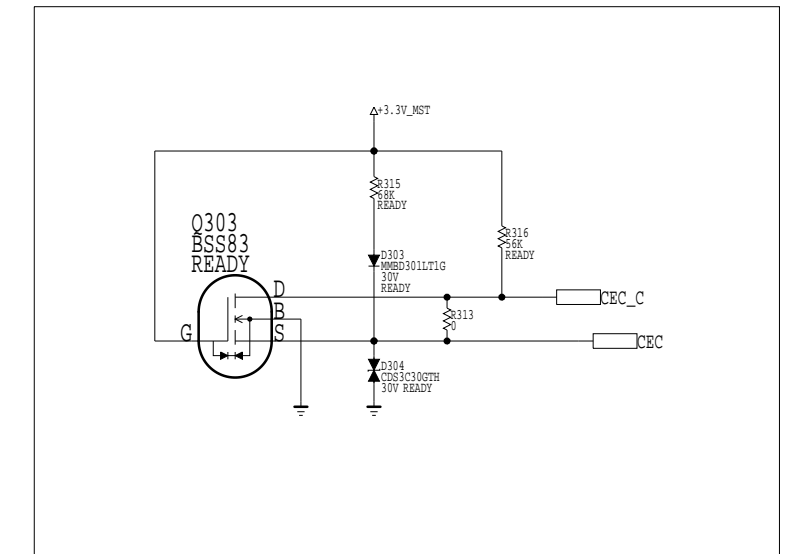 +3.3V_MST
R315
68K
READY
R316
56K
READY
Q303
BSS83
READY
D303
MMBD301LT1G
30V
READY
D
B
G
S
R313
0
CEC_C
CEC
D304
CDS3C30GTH
30V READY